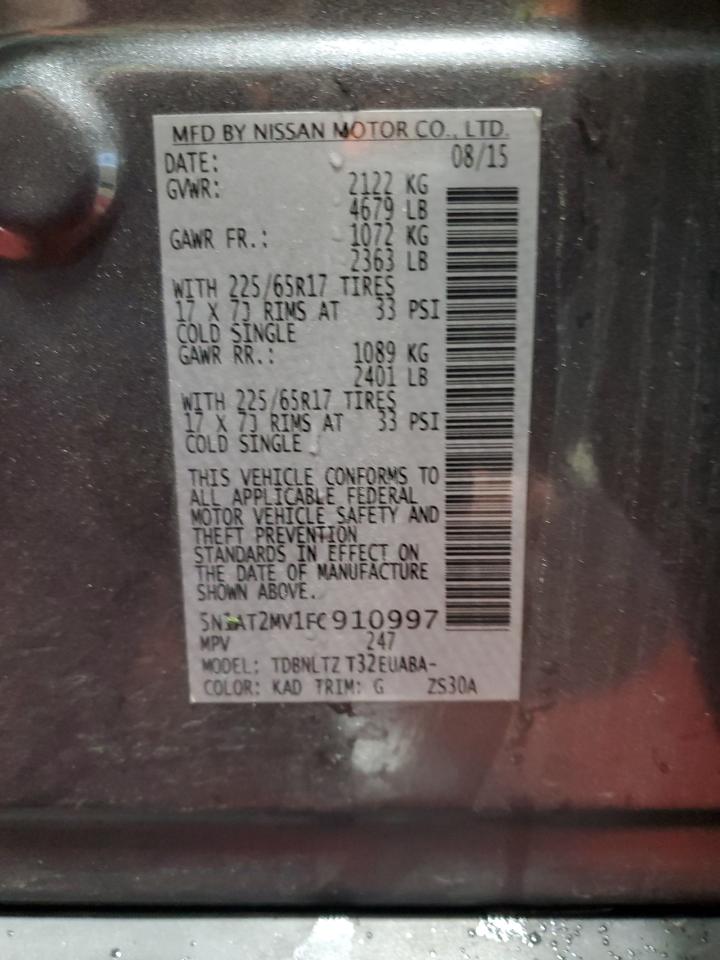 MFD BY NISSAN MOTOR CO., LTD.
DATE: 08/15
GVWR: 2122 KG
4679 LB
GAWR FR.: 1072 KG
2363 LB
WITH 225/65R17 TIRES
17 X 7J RIMS AT 33 PSI
COLD SINGLE
GAWR RR.: 1089 KG
2401 LB
WITH 225/65R17 TIRES
17 X 7J RIMS AT 33 PSI
COLD SINGLE
THIS VEHICLE CONFORMS TO
ALL APPLICABLE FEDERAL
MOTOR VEHICLE SAFETY AND
THEFT PREVENTION
STANDARDS IN EFFECT ON
THE DATE OF MANUFACTURE
SHOWN ABOVE.
5N1AT2MV1FC910997
MPV 247
MODEL: TDBNLTZ T32EUABA-
COLOR: KAD TRIM: G ZS30A